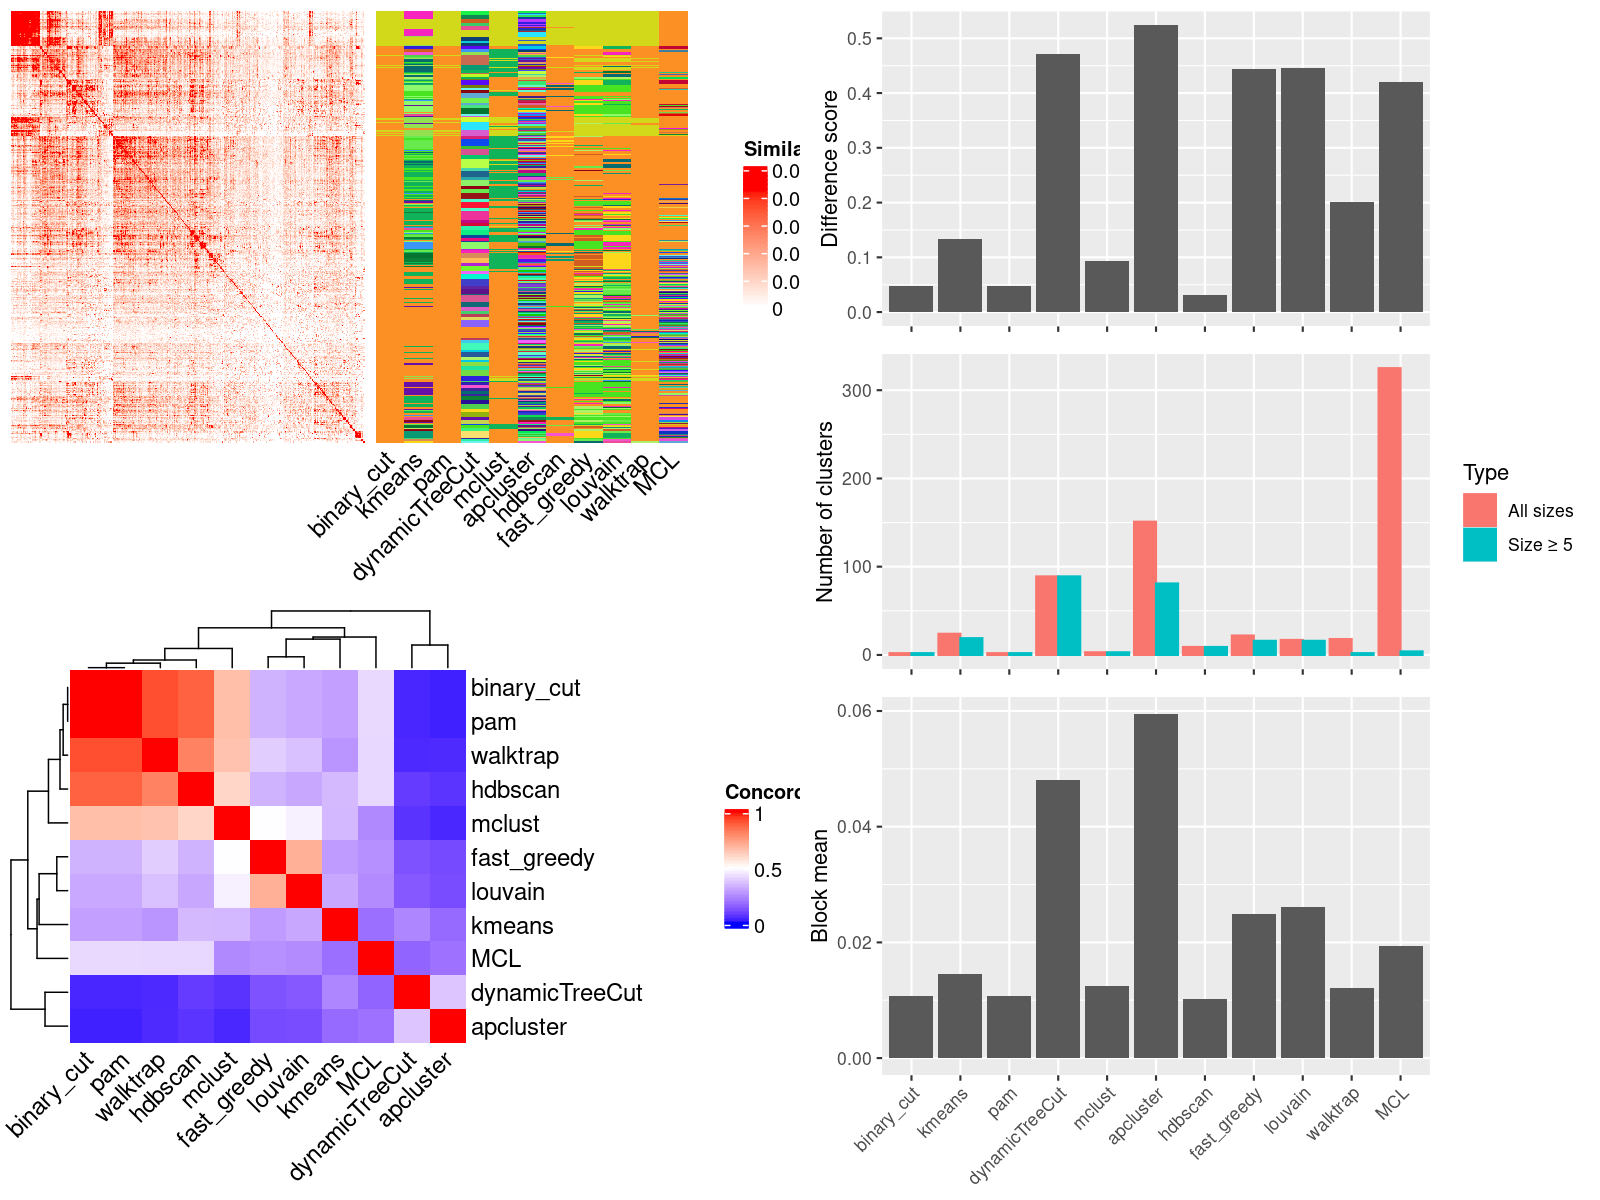 Simila
0.0
0.0
0.0
0.0
0
binary_cut
kmeans
pam
dynamicTreeCut
mclust
apcluster
hdbscan
fast_greedy
louvain
walktrap
MCL
binary_cut
pam
walktrap
hdbscan
mclust
fast_greedy
louvain
kmeans
MCL
dynamicTreeCut
apcluster
binary_cut
pam
walktrap
hdbscan
mclust
fast_greedy
louvain
kmeans
MCL
dynamicTreeCut
apcluster
Concord
1
0.5
0
Difference score
0.5
0.4
0.3
0.2
0.1
0.0
Number of clusters
300
200
100
0
Type
All sizes
Size ≥ 5
Block mean
0.06
0.04
0.02
0.00
binary_cut
kmeans
pam
dynamicTreeCut
mclust
apcluster
hdbscan
fast_greedy
louvain
walktrap
MCL